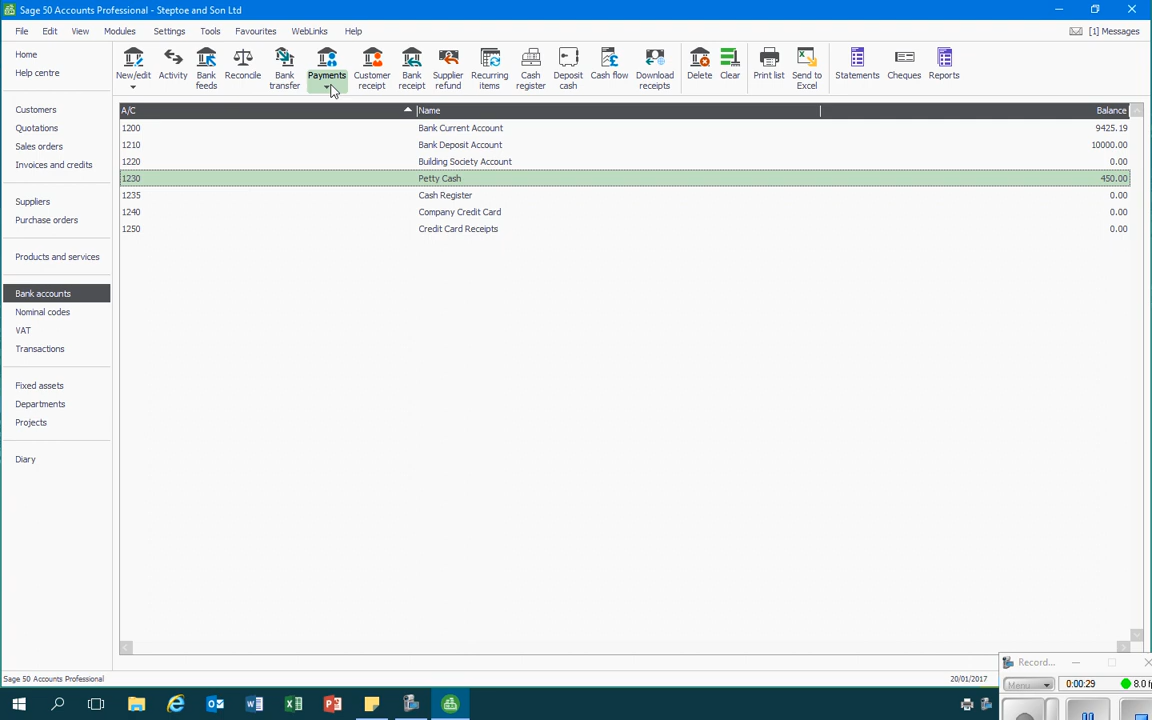 Sage 50 Accounts Professional - Steptoe and Son Ltd
File Edit View Modules Settings Tools Favourites WebLinks Help [1] Messages
Home
Help centre
Customers
Quotations
Sales orders
Invoices and credits
Suppliers
Purchase orders
Products and services
Bank accounts
Nominal codes
VAT
Transactions
Fixed assets
Departments
Projects
Diary
New/edit Activity Bank feeds Reconcile Bank transfer Payments Customer receipt Bank receipt Supplier refund Recurring items Cash register Deposit cash Cash flow Download receipts Delete Clear Print list Send to Excel Statements Cheques Reports
A/C Name Balance
1200 Bank Current Account 9425.19
1210 Bank Deposit Account 10000.00
1220 Building Society Account 0.00
1230 Petty Cash 450.00
1235 Cash Register 0.00
1240 Company Credit Card 0.00
1250 Credit Card Receipts 0.00
Record...
Sage 50 Accounts Professional 20/01/2017
Menu 0:00:29 8.0